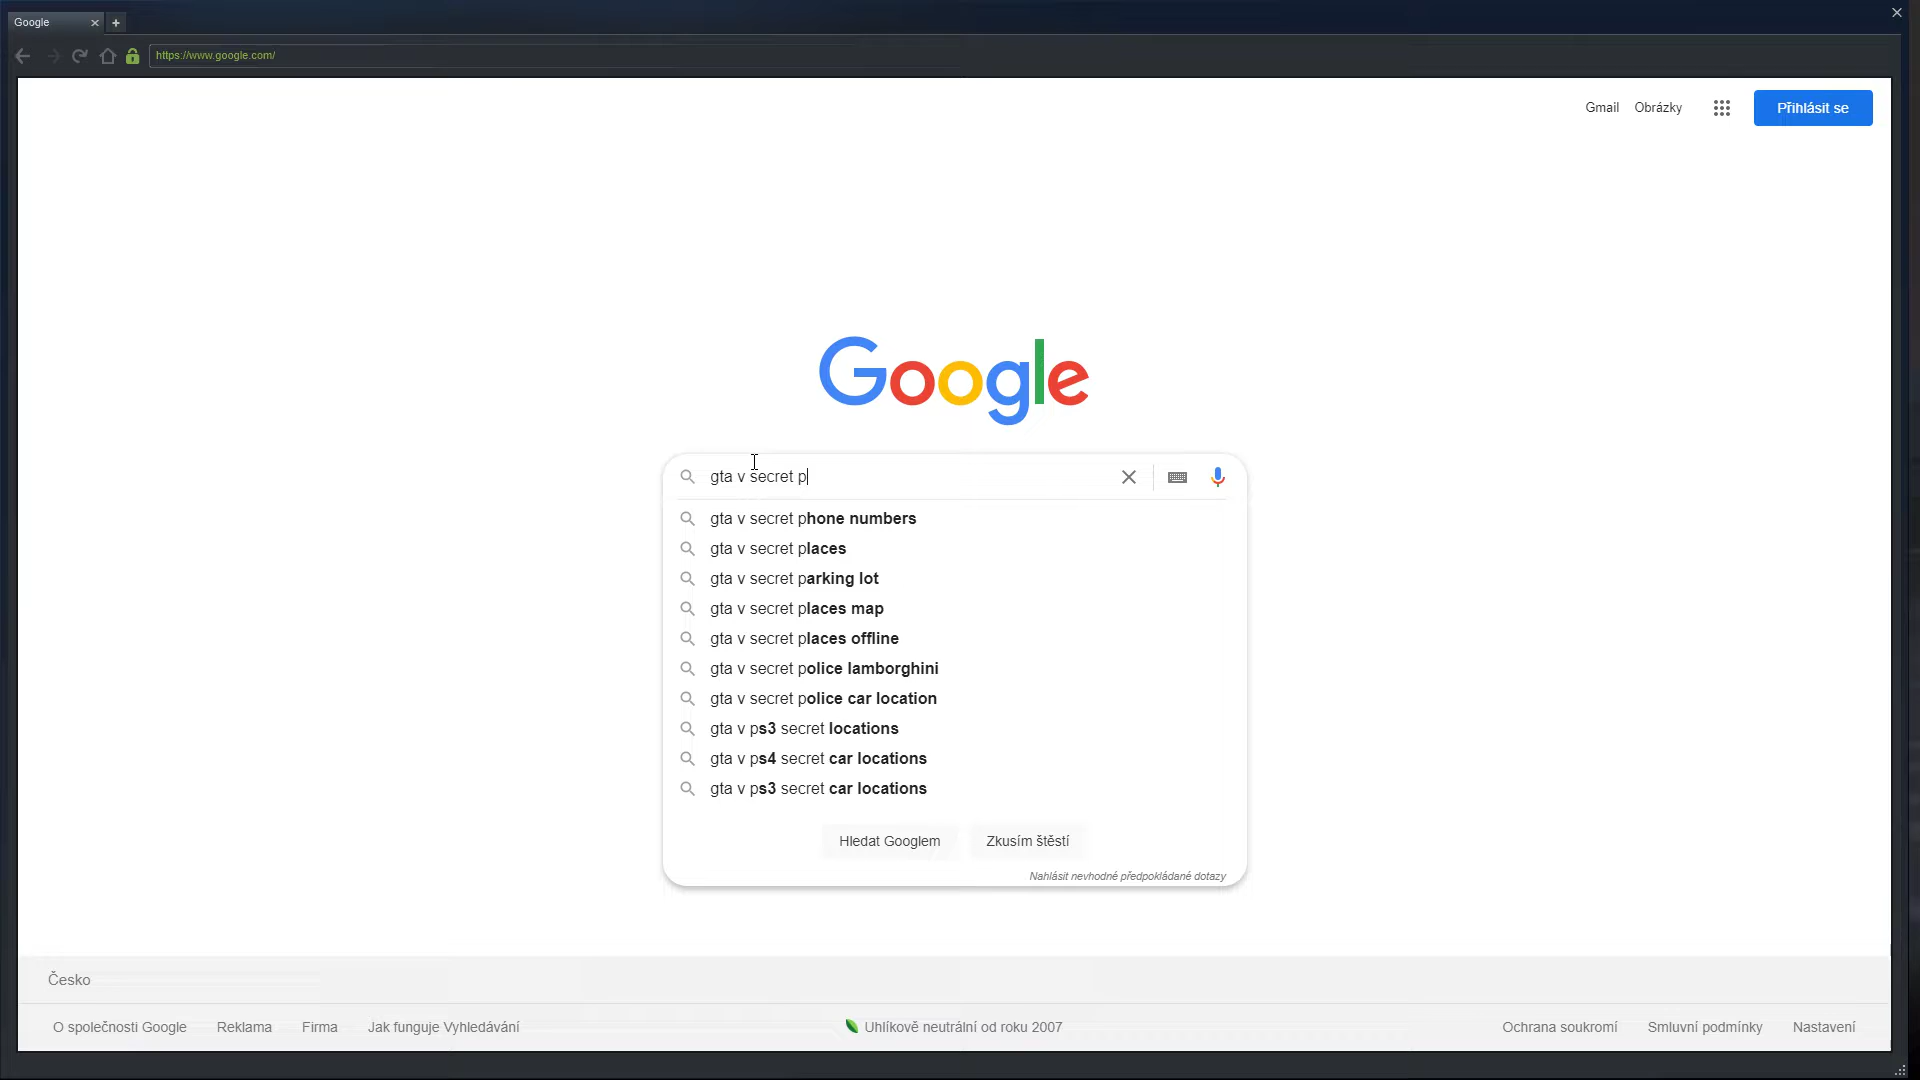 Google
https://www.google.com/
Gmail Obrázky Přihlásit se
Google
gta v secret p
gta v secret phone numbers
gta v secret places
gta v secret parking lot
gta v secret places map
gta v secret places offline
gta v secret police lamborghini
gta v secret police car location
gta v ps3 secret locations
gta v ps4 secret car locations
gta v ps3 secret car locations
Hledat Googlem Zkusím štěstí
Nahlásit nevhodné předpokládané dotazy
Česko
O společnosti Google Reklama Firma Jak funguje Vyhledávání Uhlíkově neutrální od roku 2007 Ochrana soukromí Smluvní podmínky Nastavení